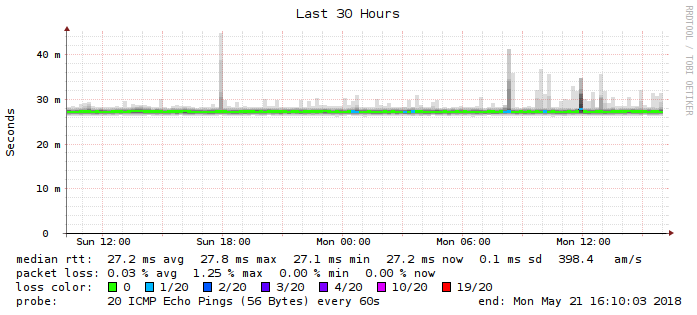 Last 30 Hours
RRDTOOL / TOBI OETIKER
Seconds
40 m
30 m
20 m
10 m
0
Sun 12:00 Sun 18:00 Mon 00:00 Mon 06:00 Mon 12:00
median rtt: 27.2 ms avg 27.8 ms max 27.1 ms min 27.2 ms now 0.1 ms sd 398.4 am/s
packet loss: 0.03 % avg 1.25 % max 0.00 % min 0.00 % now
loss color: 0 1/20 2/20 3/20 4/20 10/20 19/20
probe: 20 ICMP Echo Pings (56 Bytes) every 60s end: Mon May 21 16:10:03 2018